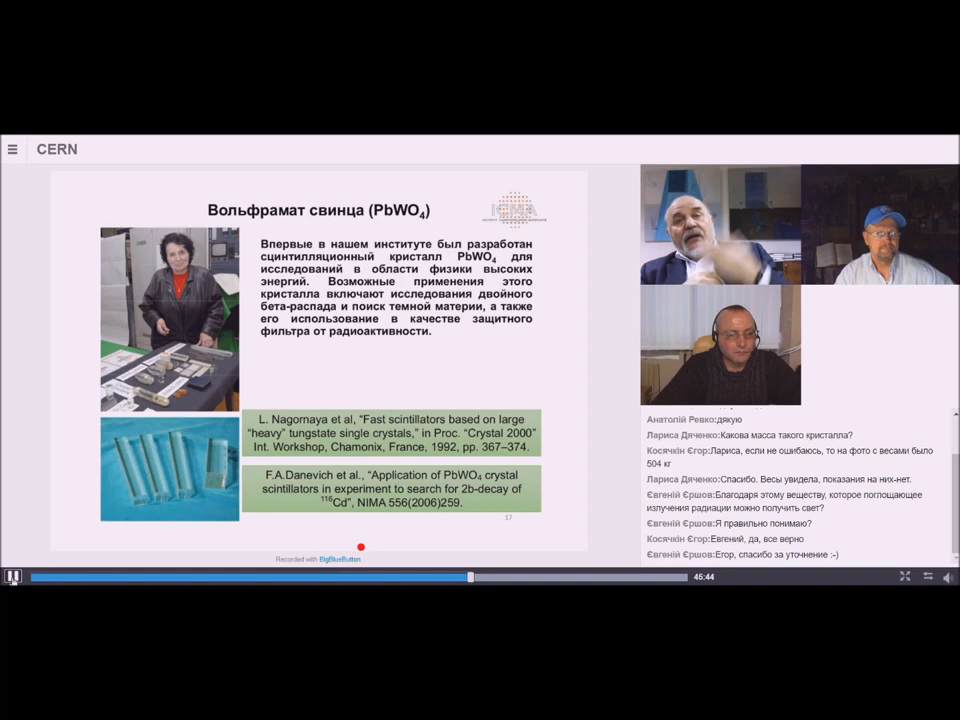 CERN
Вольфрамат свинца (PbWO4)
ІСМА
Впервые в нашем институте был разработан
сцинтилляционный кристалл PbWO4 для
исследований в области физики высоких
энергий. Возможные применения этого
кристалла включают исследования двойного
бета-распада и поиск темной материи, а также
его использование в качестве защитного
фильтра от радиоактивности.
L. Nagornaya et al, “Fast scintillators based on large
“heavy” tungstate single crystals,” in Proc. “Crystal 2000”
Int. Workshop, Chamonix, France, 1992, pp. 367–374.
F.A.Danevich et al., “Application of PbWO4 crystal
scintillators in experiment to search for 2b-decay of
116Cd”, NIMA 556(2006)259.
17
Recorded with BigBlueButton
Анатолій Ревко:дякую
Лариса Дяченко:Какова масса такого кристалла?
Косячкін Єгор:Лариса, если не ошибаюсь, то на фото с весами было
504 кг
Лариса Дяченко:Спасибо. Весы увидела, показания на них-нет.
Євгеній Єршов:Благодаря этому веществу, которое поглощающее
излучения радиации можно получить свет?
Євгеній Єршов:Я правильно понимаю?
Косячкін Єгор:Евгений, да, все верно
Євгеній Єршов:Егор, спасибо за уточнение :-)
45:44